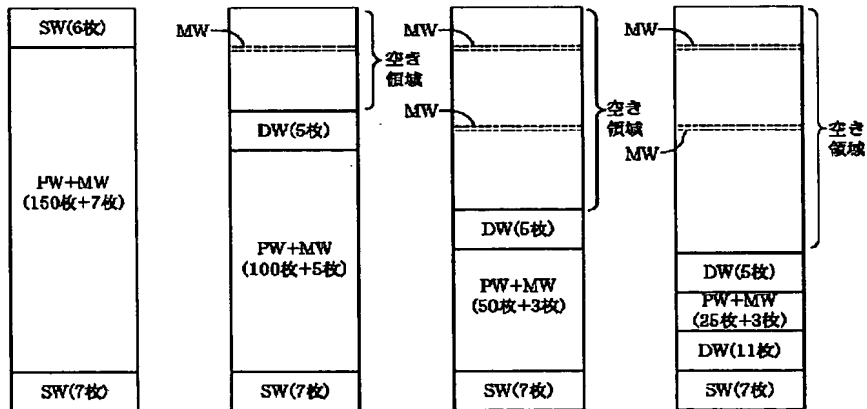 SW(6枚)
PW+MW
(150枚+7枚)
SW(7枚)
MW
空き
領域
DW(5枚)
PW+MW
(100枚+5枚)
SW(7枚)
MW
MW
空き
領域
DW(5枚)
PW+MW
(50枚+3枚)
SW(7枚)
MW
MW
空き
領域
DW(5枚)
PW+MW
(25枚+3枚)
DW(11枚)
SW(7枚)